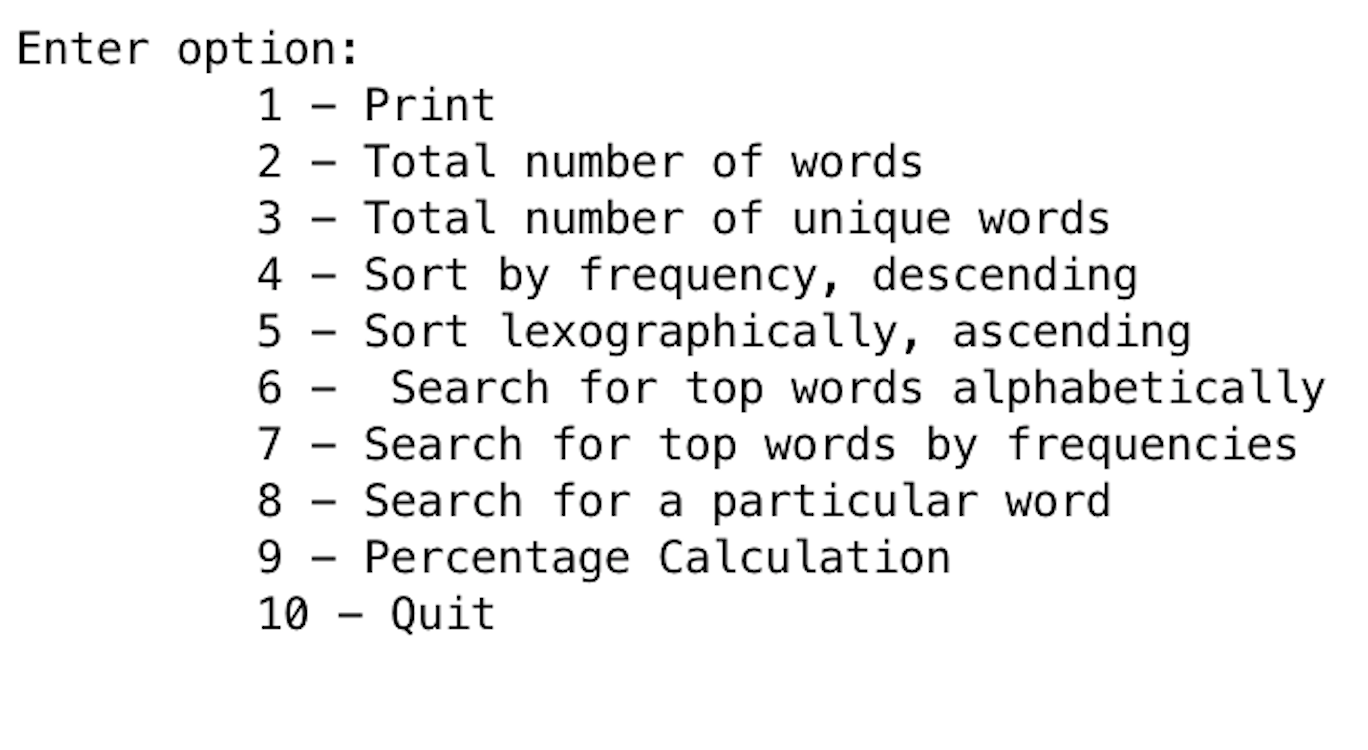 Enter option:
1 – Print
2 – Total number of words
3 – Total number of unique words
4 – Sort by frequency, descending
5 – Sort lexographically, ascending
6 –  Search for top words alphabetically
7 – Search for top words by frequencies
8 – Search for a particular word
9 – Percentage Calculation
10 – Quit